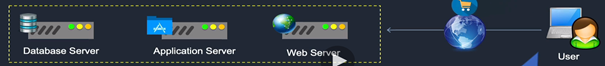 Database Server
Application Server
Web Server
User